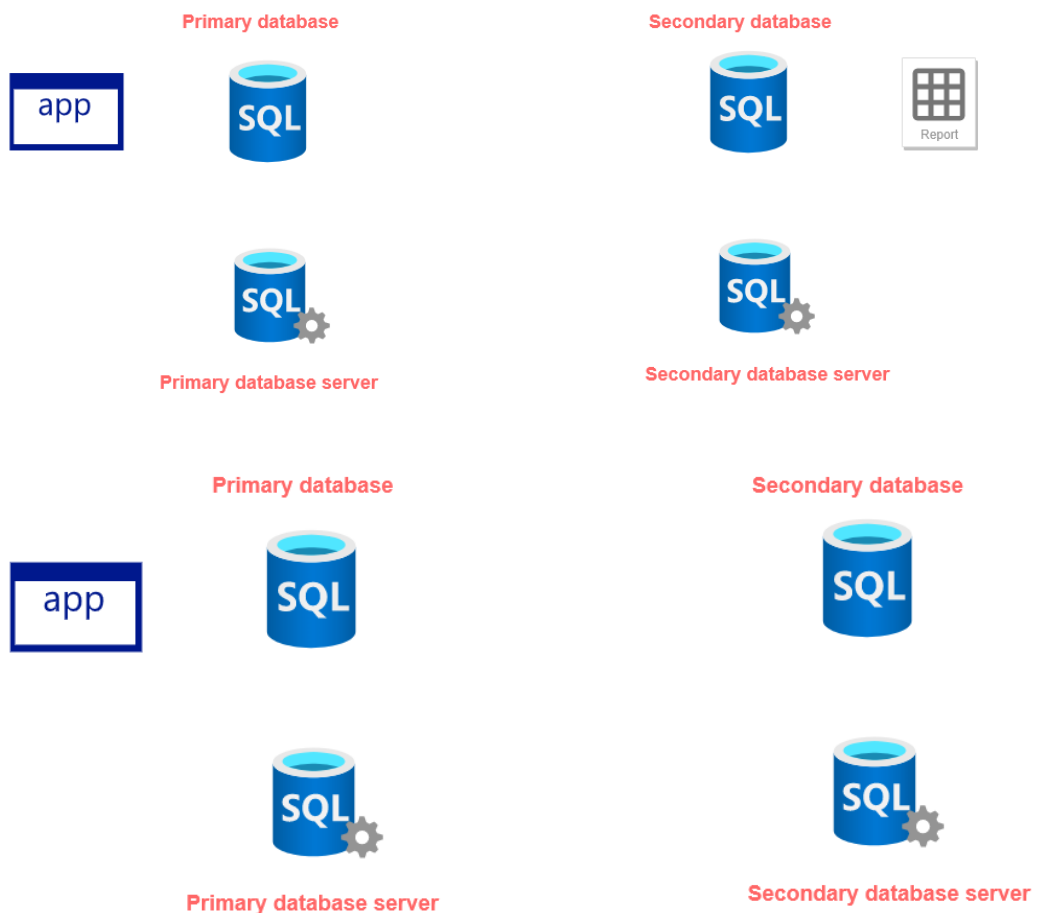 Primary database
Secondary database
app
SQL
SQL
Report
SQL
SQL
Primary database server
Secondary database server
Primary database
Secondary database
app
SQL
SQL
SQL
SQL
Primary database server
Secondary database server